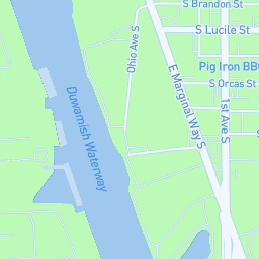 S Brandon St
S Lucile St
Ohio Ave S
Pig Iron BBQ
S Orcas St
Duwamish Waterway
E Marginal Way S
1st Ave S